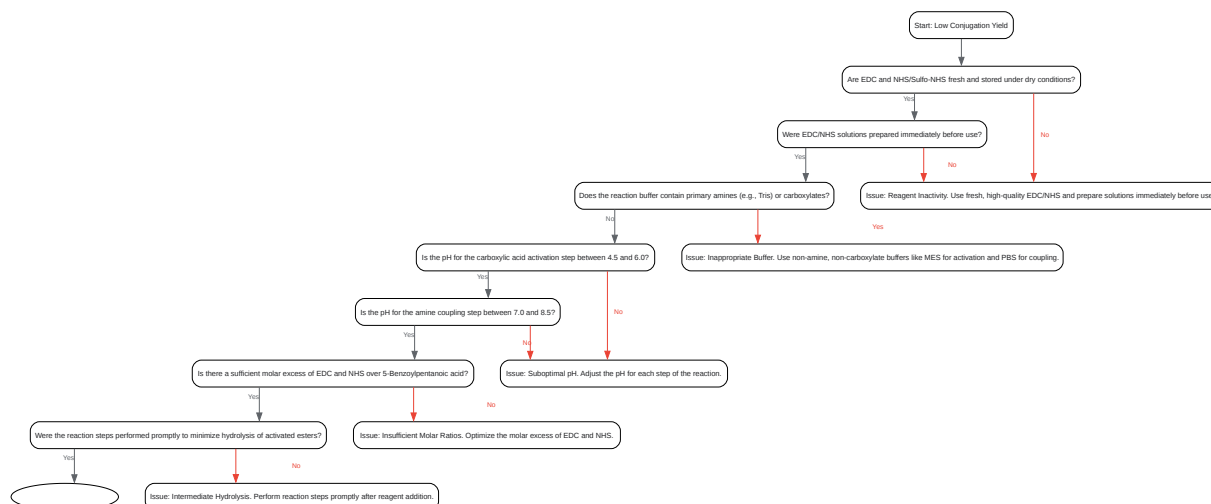 Start: Low Conjugation Yield
Are EDC and NHS/Sulfo-NHS fresh and stored under dry conditions?
Yes
Were EDC/NHS solutions prepared immediately before use?
No
Yes
No
Does the reaction buffer contain primary amines (e.g., Tris) or carboxylates?
Issue: Reagent Inactivity. Use fresh, high-quality EDC/NHS and prepare solutions immediately before use
No
Yes
Is the pH for the carboxylic acid activation step between 4.5 and 6.0?
Issue: Inappropriate Buffer. Use non-amine, non-carboxylate buffers like MES for activation and PBS for coupling.
Yes
Is the pH for the amine coupling step between 7.0 and 8.5?
No
Yes
No
Is there a sufficient molar excess of EDC and NHS over 5-Benzoylpentanoic acid?
Issue: Suboptimal pH. Adjust the pH for each step of the reaction.
Yes
No
Were the reaction steps performed promptly to minimize hydrolysis of activated esters?
Issue: Insufficient Molar Ratios. Optimize the molar excess of EDC and NHS.
Yes
No
Issue: Intermediate Hydrolysis. Perform reaction steps promptly after reagent addition.